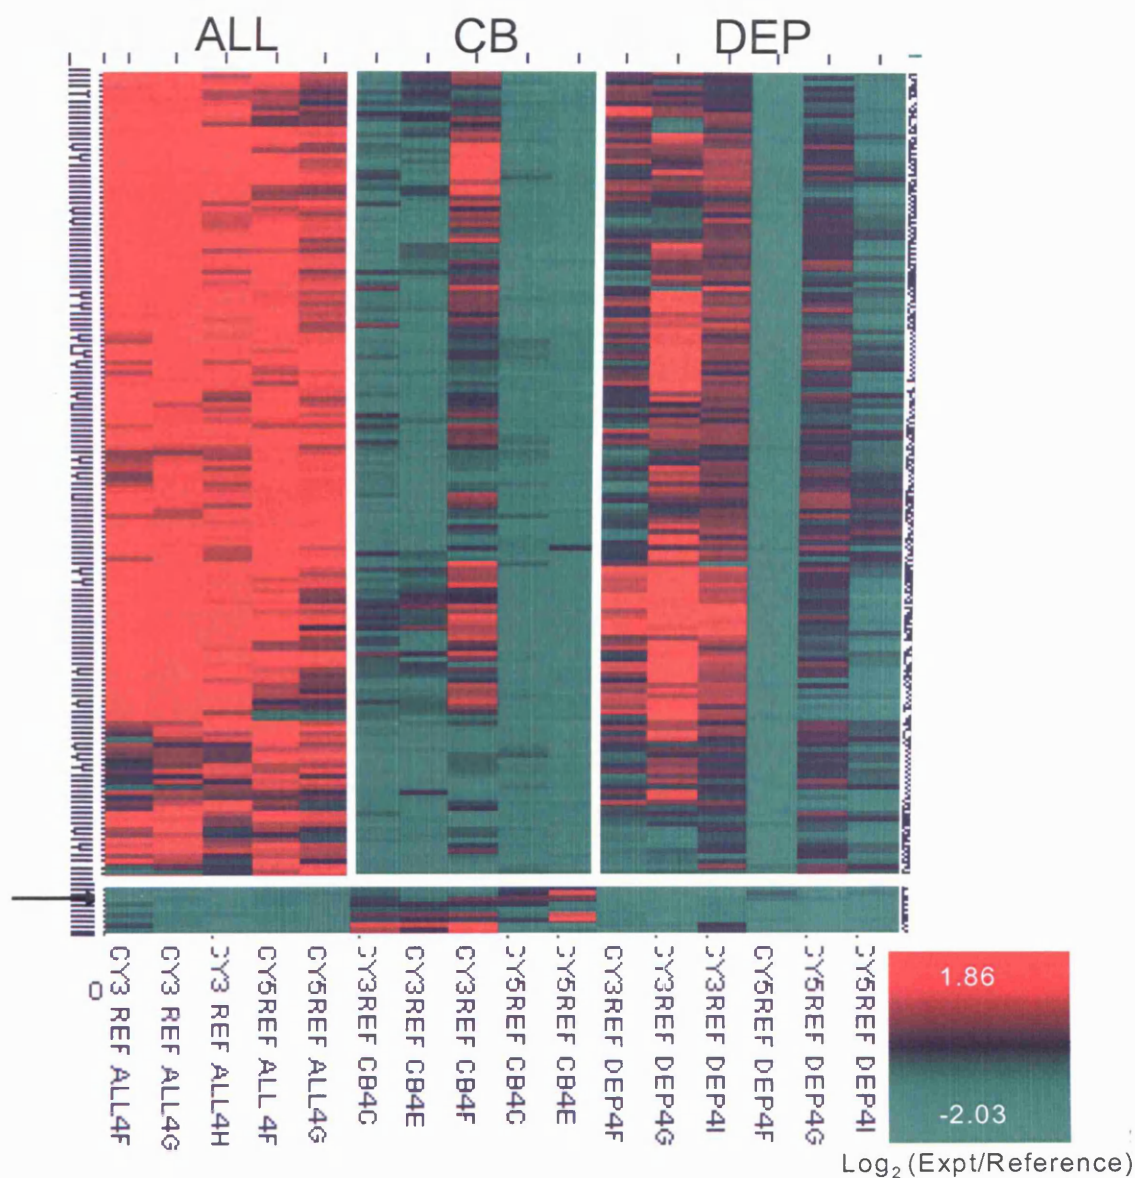 ALL CB DEP
CY3 REF ALL4F
CY3 REF ALL4G
CY3 REF ALL4H
CY5REF ALL 4F
CY5REF ALL4G
CY3REF CB4C
CY3REF CB4E
CY3REF CB4F
CY5REF CB4C
CY5REF CB4E
CY3REF DEP4F
CY3REF DEP4G
CY3REF DEP4I
CY5REF DEP4F
CY5REF DEP4G
CY5REF DEP4I
O
1.86
-2.03
Log₂ (Expt/Reference)